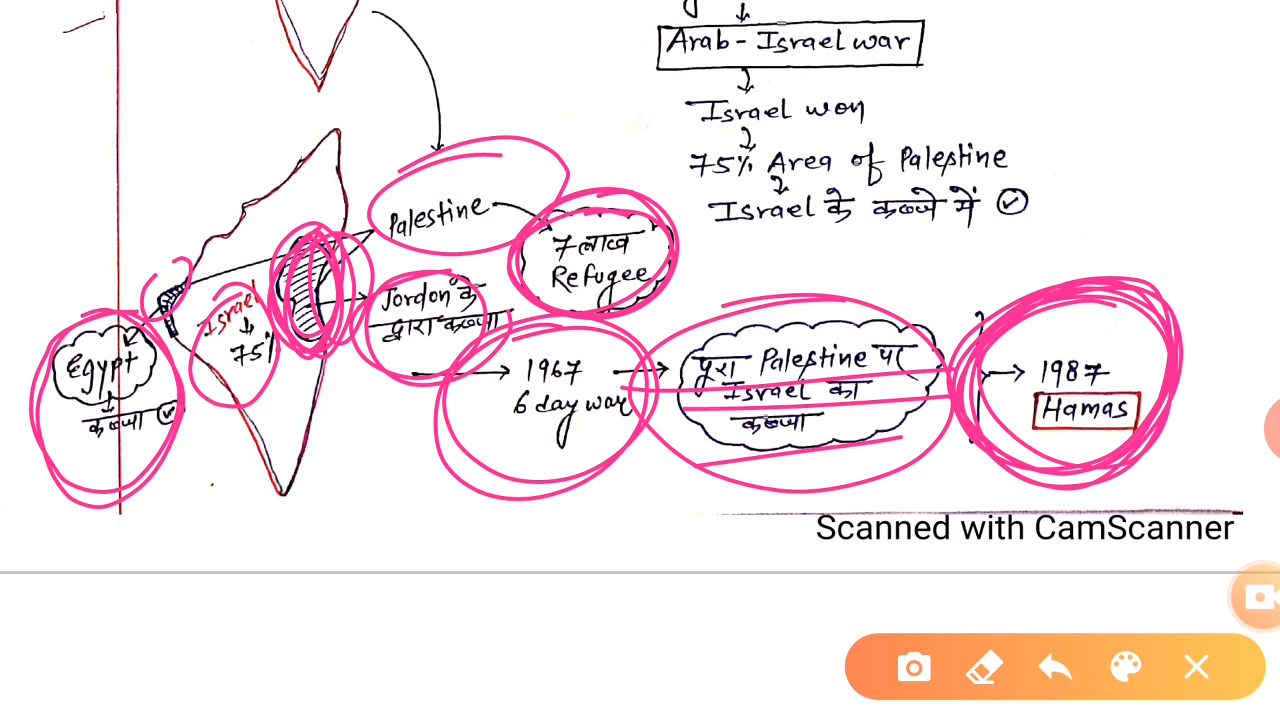 Arab - Israel war
Israel won
75% Area of Palestine
Israel के कब्जे में
Palestine
7 लाख
Refugee
Jordon के
द्वारा कब्जा
Israel
75%
Egypt
कब्जा
1967
6 day war
पूरा Palestine पर
Israel का
कब्जा
1987
Hamas
Scanned with CamScanner